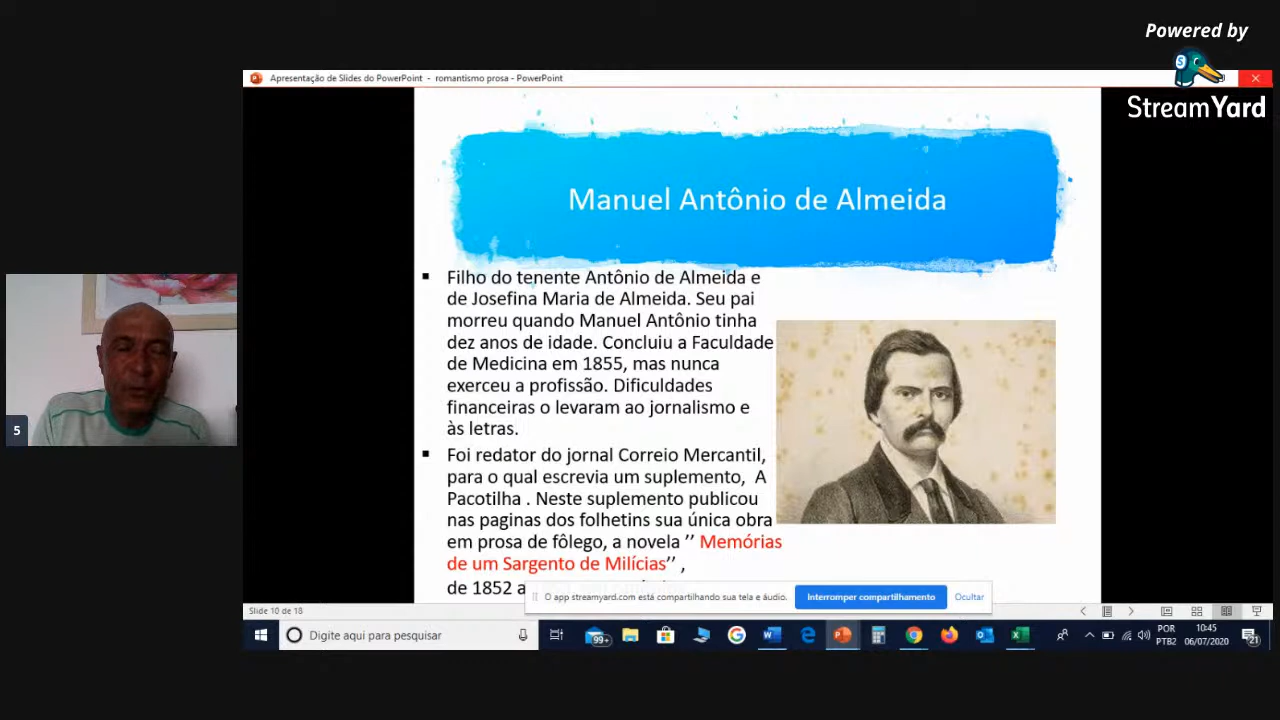 Powered by
StreamYard
Apresentação de Slides do PowerPoint - romantismo prosa - PowerPoint
Manuel Antônio de Almeida
Filho do tenente Antônio de Almeida e
de Josefina Maria de Almeida. Seu pai
morreu quando Manuel Antônio tinha
dez anos de idade. Concluiu a Faculdade
de Medicina em 1855, mas nunca
exerceu a profissão. Dificuldades
financeiras o levaram ao jornalismo e
às letras.
Foi redator do jornal Correio Mercantil,
para o qual escrevia um suplemento, A
Pacotilha . Neste suplemento publicou
nas paginas dos folhetins sua única obra
em prosa de fôlego, a novela ’’ Memórias
de um Sargento de Milícias’’ ,
de 1852 a
5
O app streamyard.com está compartilhando sua tela e áudio.
Interromper compartilhamento
Ocultar
Slide 10 de 18
Digite aqui para pesquisar
99+
POR
PTB2
10:45
06/07/2020
21